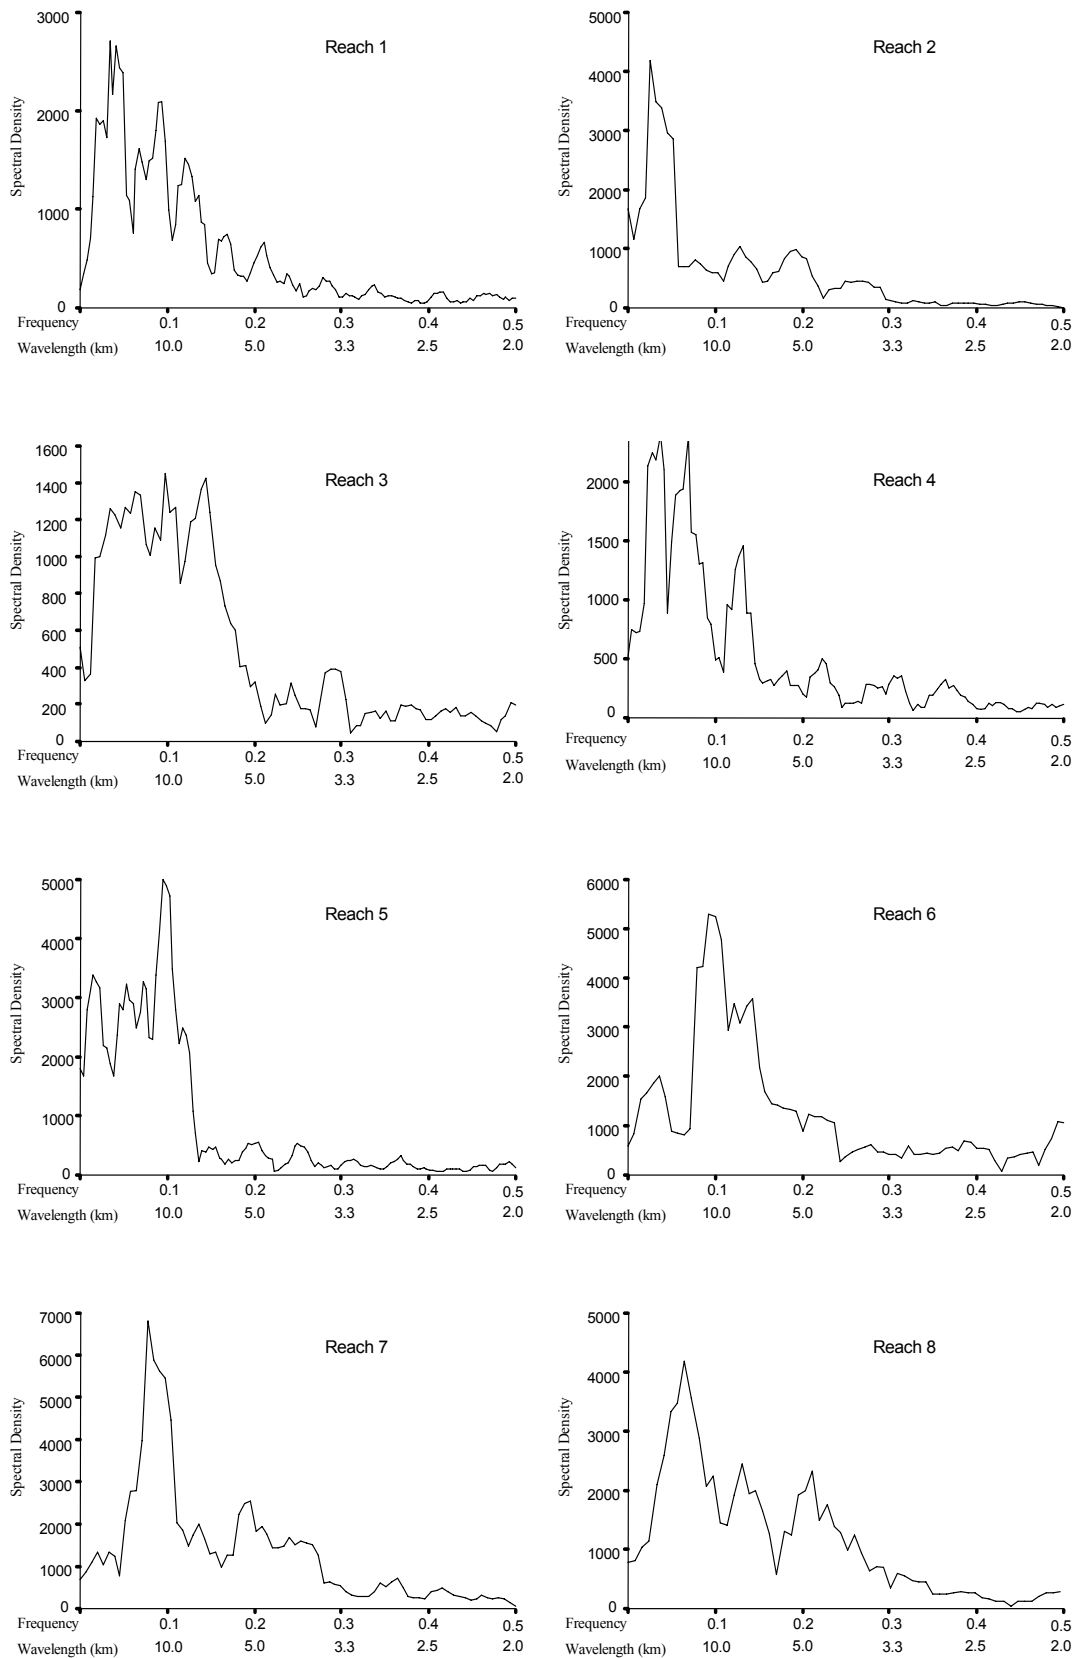 3000
2000
1000
0
Spectral Density
Reach 1
Frequency 0.1 0.2 0.3 0.4 0.5
Wavelength (km) 10.0 5.0 3.3 2.5 2.0
5000
4000
3000
2000
1000
0
Spectral Density
Reach 2
Frequency 0.1 0.2 0.3 0.4 0.5
Wavelength (km) 10.0 5.0 3.3 2.5 2.0
1600
1400
1200
1000
800
600
400
200
0
Spectral Density
Reach 3
Frequency 0.1 0.2 0.3 0.4 0.5
Wavelength (km) 10.0 5.0 3.3 2.5 2.0
2000
1500
1000
500
0
Spectral Density
Reach 4
Frequency 0.1 0.2 0.3 0.4 0.5
Wavelength (km) 10.0 5.0 3.3 2.5 2.0
5000
4000
3000
2000
1000
0
Spectral Density
Reach 5
Frequency 0.1 0.2 0.3 0.4 0.5
Wavelength (km) 10.0 5.0 3.3 2.5 2.0
6000
5000
4000
3000
2000
1000
0
Spectral Density
Reach 6
Frequency 0.1 0.2 0.3 0.4 0.5
Wavelength (km) 10.0 5.0 3.3 2.5 2.0
7000
6000
5000
4000
3000
2000
1000
0
Spectral Density
Reach 7
Frequency 0.1 0.2 0.3 0.4 0.5
Wavelength (km) 10.0 5.0 3.3 2.5 2.0
5000
4000
3000
2000
1000
0
Spectral Density
Reach 8
Frequency 0.1 0.2 0.3 0.4 0.5
Wavelength (km) 10.0 5.0 3.3 2.5 2.0